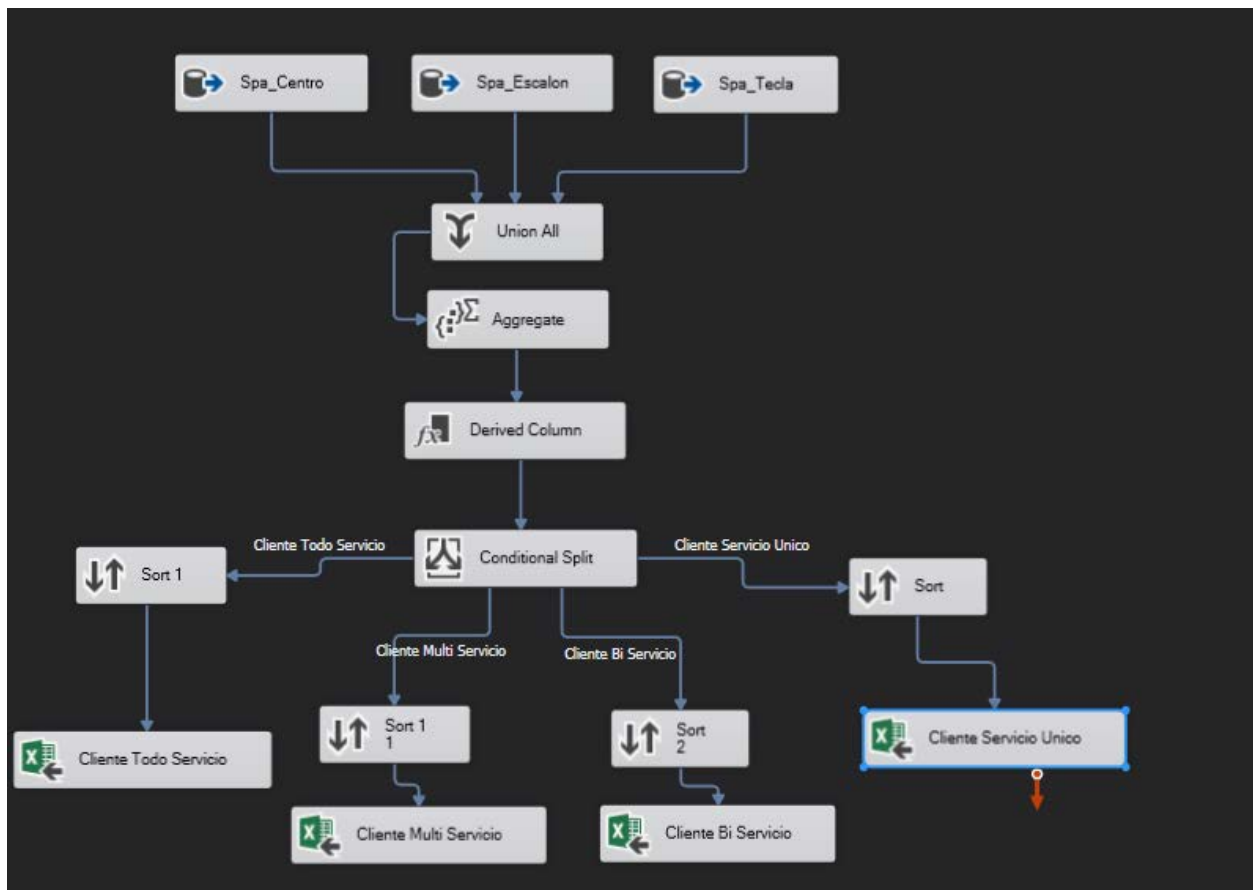 Spa_Centro
Spa_Escalon
Spa_Tecla
Union All
Aggregate
Derived Column
Conditional Split
Cliente Todo Servicio
Cliente Servicio Unico
Sort 1
Sort
Cliente Multi Servicio
Cliente Bi Servicio
Sort 1
1
Sort
2
Cliente Servicio Unico
Cliente Todo Servicio
Cliente Multi Servicio
Cliente Bi Servicio